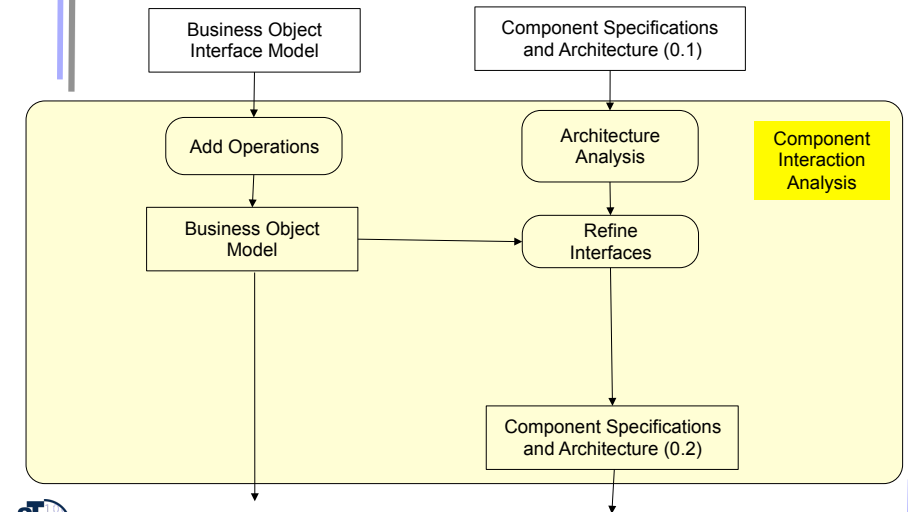 Business Object
Interface Model
Component Specifications
and Architecture (0.1)
Add Operations
Architecture
Analysis
Component
Interaction
Analysis
Business Object
Model
Refine
Interfaces
Component Specifications
and Architecture (0.2)